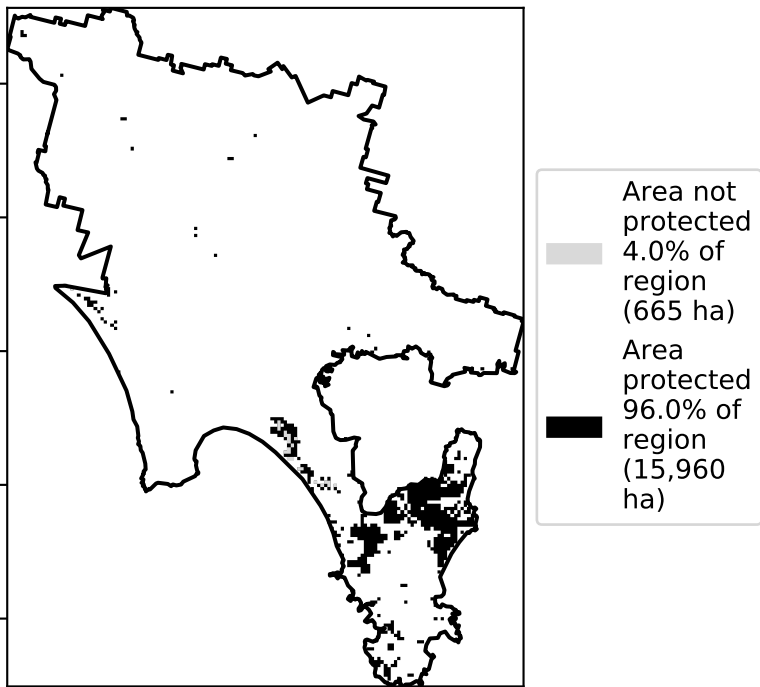 Area not
protected
4.0% of
region
(665 ha)
Area
protected
96.0% of
region
(15,960
ha)